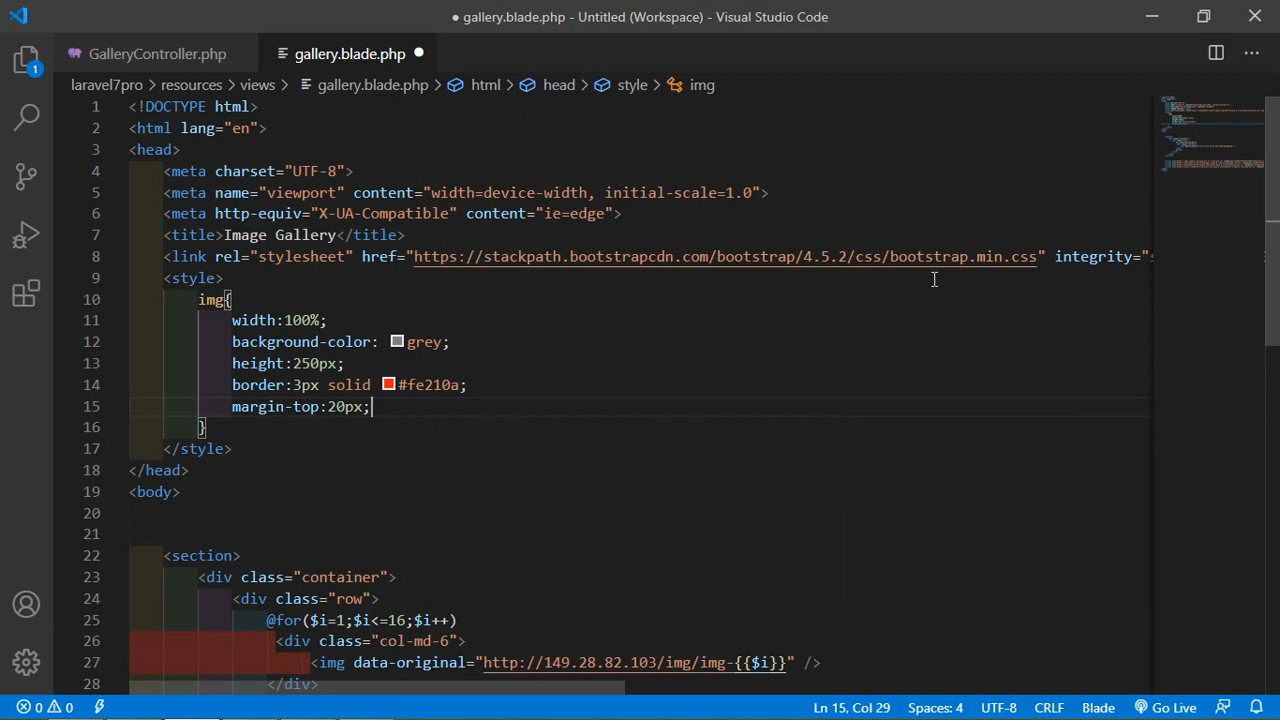 gallery.blade.php - Untitled (Workspace) - Visual Studio Code
GalleryController.php
gallery.blade.php
laravel7pro > resources > views > gallery.blade.php > html > head > style > img
1
1 <!DOCTYPE html>
2 <html lang="en">
3 <head>
4 <meta charset="UTF-8">
5 <meta name="viewport" content="width=device-width, initial-scale=1.0">
6 <meta http-equiv="X-UA-Compatible" content="ie=edge">
7 <title>Image Gallery</title>
8 <link rel="stylesheet" href="https://stackpath.bootstrapcdn.com/bootstrap/4.5.2/css/bootstrap.min.css" integrity="
9 <style>
10 img{
11 width:100%;
12 background-color: grey;
13 height:250px;
14 border:3px solid #fe210a;
15 margin-top:20px;
16 }
17 </style>
18 </head>
19 <body>
20
21
22 <section>
23 <div class="container">
24 <div class="row">
25 @for($i=1;$i<=16;$i++)
26 <div class="col-md-6">
27 <img data-original="http://149.28.82.103/img/img-{{$i}}" />
28 </div>
0 0 Ln 15, Col 29 Spaces: 4 UTF-8 CRLF Blade Go Live